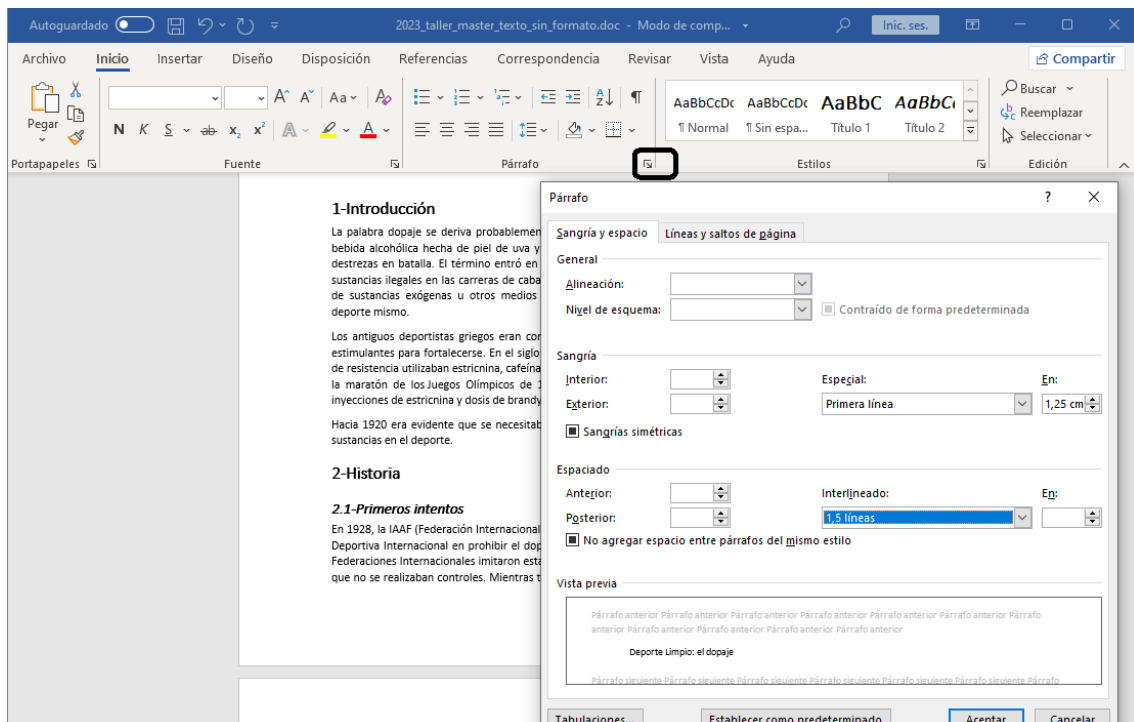 Autoguardado 2023_taller_master_texto_sin_formato.doc - Modo de comp... Inic. ses.
Archivo Inicio Insertar Diseño Disposición Referencias Correspondencia Revisar Vista Ayuda Compartir
Pegar
A^ A˅ Aa A
N K S ab x₂ x² A A
AaBbCcDc AaBbCcDc AaBbC AaBbCc
¶ Normal ¶ Sin espa... Título 1 Título 2
Buscar
Reemplazar
Seleccionar
Portapapeles Fuente Párrafo Estilos Edición
1-Introducción
La palabra dopaje se deriva probablemen
bebida alcohólica hecha de piel de uva y
destrezas en batalla. El término entró en
sustancias ilegales en las carreras de caba
de sustancias exógenas u otros medios
deporte mismo.
Los antiguos deportistas griegos eran con
estimulantes para fortalecerse. En el siglo
de resistencia utilizaban estricnina, cafeína
la maratón de los Juegos Olímpicos de 1
inyecciones de estricnina y dosis de brandy
Hacia 1920 era evidente que se necesitab
sustancias en el deporte.
2-Historia
2.1-Primeros intentos
En 1928, la IAAF (Federación Internacional
Deportiva Internacional en prohibir el dop
Federaciones Internacionales imitaron esta
que no se realizaban controles. Mientras t
Párrafo ? X
Sangría y espacio Líneas y saltos de página
General
Alineación:
Nivel de esquema: Contraído de forma predeterminada
Sangría
Interior: Especial: En:
Exterior: Primera línea 1,25 cm
Sangrías simétricas
Espaciado
Anterior: Interlineado: En:
Posterior: 1,5 líneas
No agregar espacio entre párrafos del mismo estilo
Vista previa
Párrafo anterior Párrafo anterior Párrafo anterior Párrafo anterior Párrafo anterior Párrafo anterior Párrafo
anterior Párrafo anterior Párrafo anterior Párrafo anterior Párrafo anterior
Deporte Limpio: el dopaje
Párrafo siguiente Párrafo siguiente Párrafo siguiente Párrafo siguiente Párrafo siguiente Párrafo siguiente Párrafo
Tabulaciones... Establecer como predeterminado Aceptar Cancelar